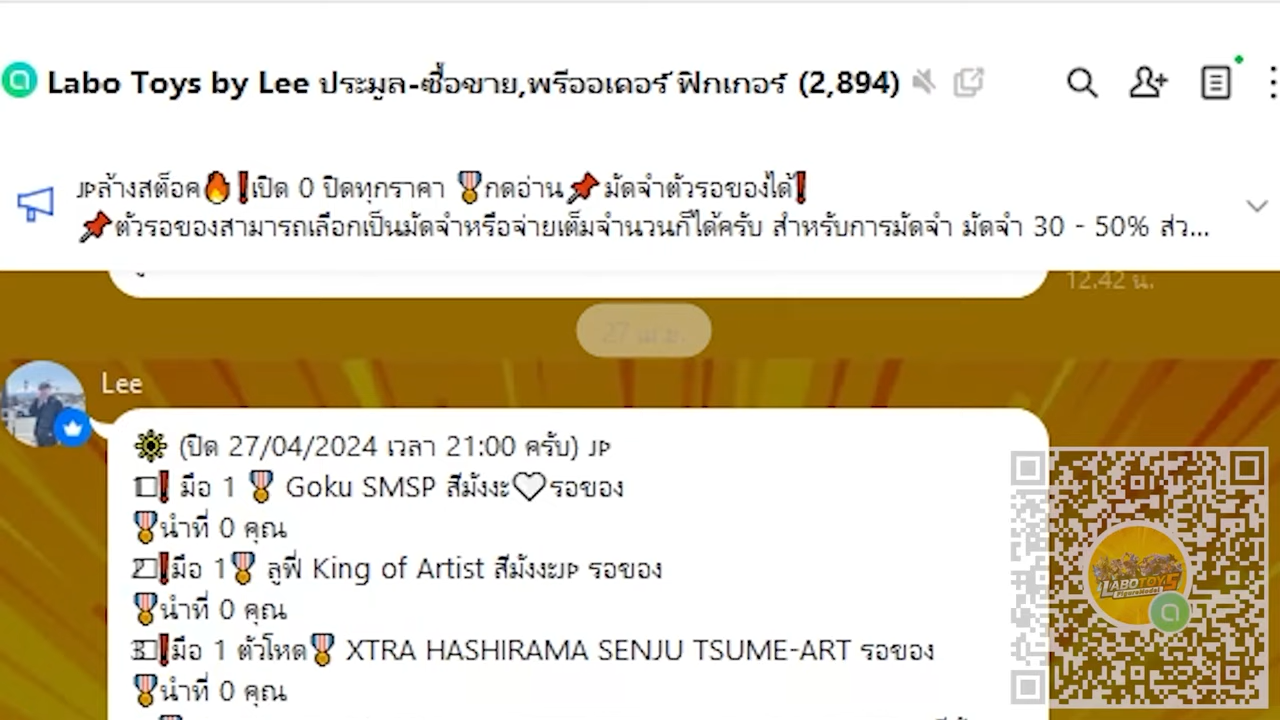 Labo Toys by Lee ประมูล-ซื้อขาย,พรีออเดอร์ ฟิกเกอร์ (2,894)
JPล้างสต็อค🔥❗เปิด 0 ปิดทุกราคา 🎖️กดอ่าน📌มัดจำตัวรอของได้❗
📌ตัวรอของสามารถเลือกเป็นมัดจำหรือจ่ายเต็มจำนวนก็ได้ครับ สำหรับการมัดจำ มัดจำ 30 - 50% ส่ว...
12.42 น.
27 เม.ย.
Lee
🔅 (ปิด 27/04/2024 เวลา 21:00 ครับ) JP
1️⃣❗ มือ 1 🎖️ Goku SMSP สีมังงะ🤍รอของ
🎖️นำที่ 0 คุณ
2️⃣❗มือ 1🎖️ ลูฟี่ King of Artist สีมังงะJP รอของ
🎖️นำที่ 0 คุณ
3️⃣❗มือ 1 ตัวโหด🎖️ XTRA HASHIRAMA SENJU TSUME-ART รอของ
🎖️นำที่ 0 คุณ
LABOTOYS
FigureModel